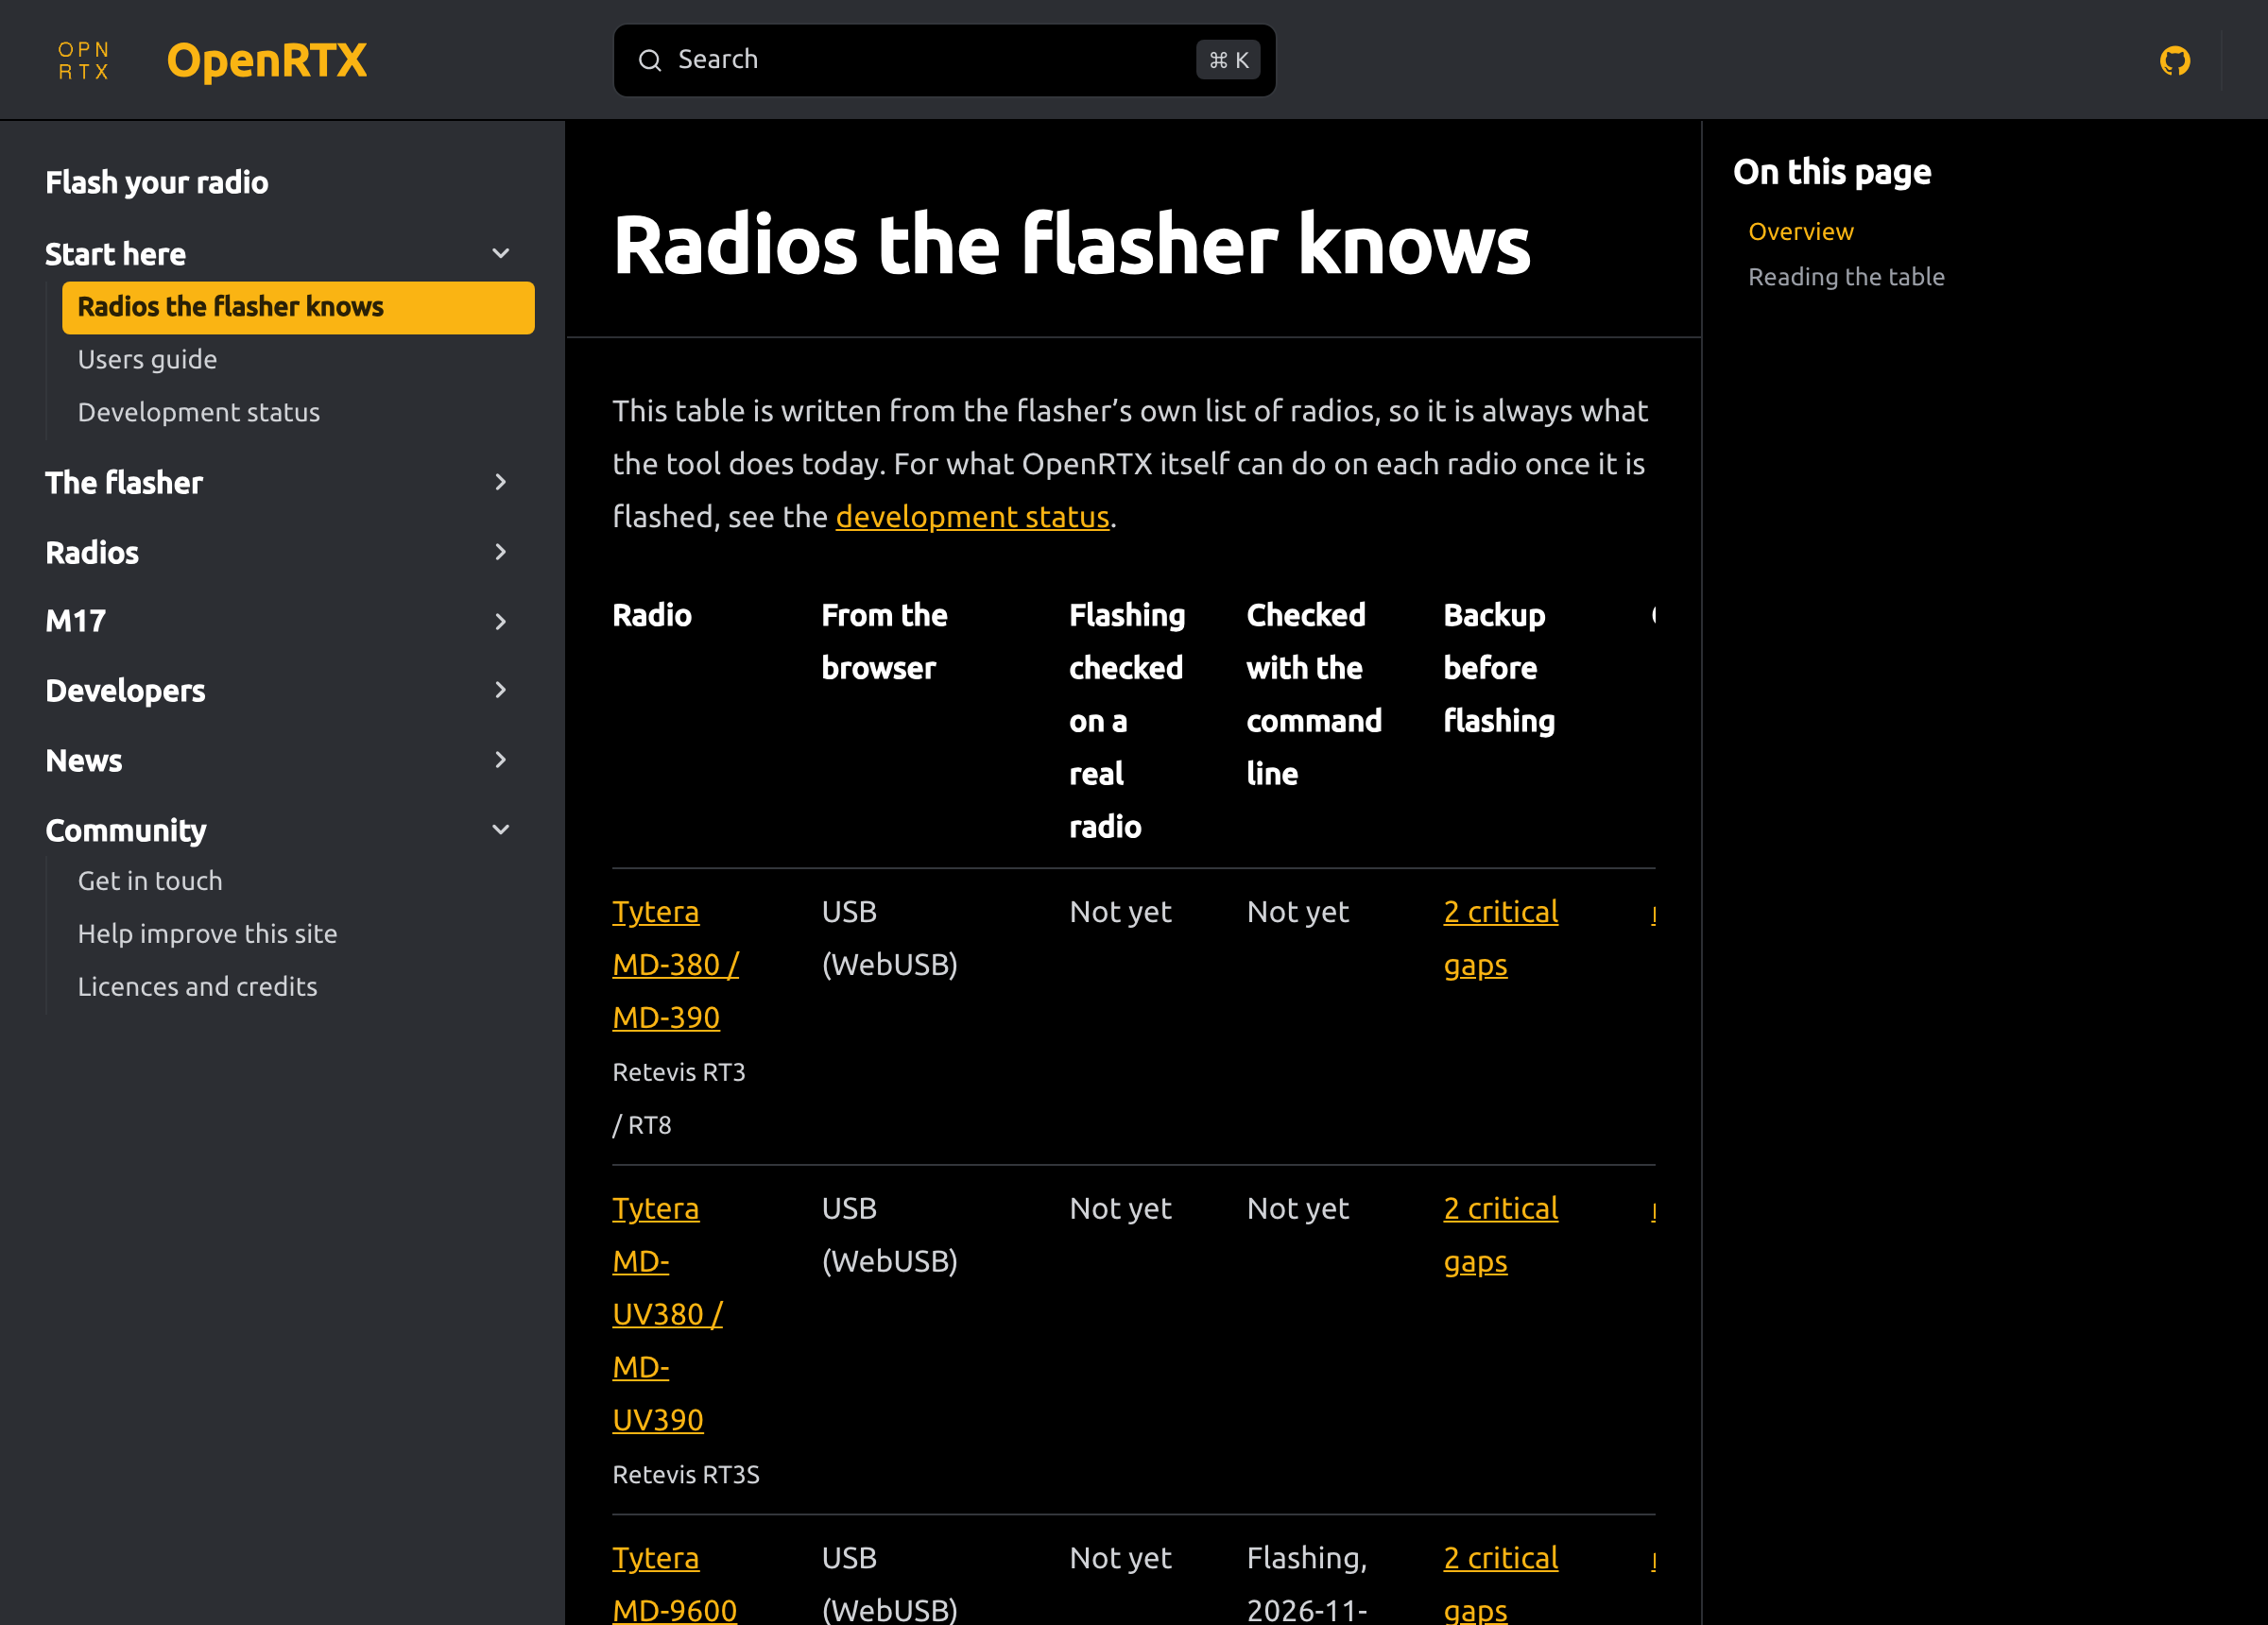 OPN
RTX
OpenRTX
Search
⌘ K
Flash your radio
Start here
Radios the flasher knows
Users guide
Development status
The flasher
Radios
M17
Developers
News
Community
Get in touch
Help improve this site
Licences and credits
Radios the flasher knows
This table is written from the flasher’s own list of radios, so it is always what
the tool does today. For what OpenRTX itself can do on each radio once it is
flashed, see the development status.
Radio
From the
browser
Flashing
checked
on a
real
radio
Checked
with the
command
line
Backup
before
flashing
Tytera
MD-380 /
MD-390
Retevis RT3
/ RT8
USB
(WebUSB)
Not yet
Not yet
2 critical
gaps
Tytera
MD-
UV380 /
MD-
UV390
Retevis RT3S
USB
(WebUSB)
Not yet
Not yet
2 critical
gaps
Tytera
MD-9600
USB
(WebUSB)
Not yet
Flashing,
2026-11-
2 critical
gaps
On this page
Overview
Reading the table